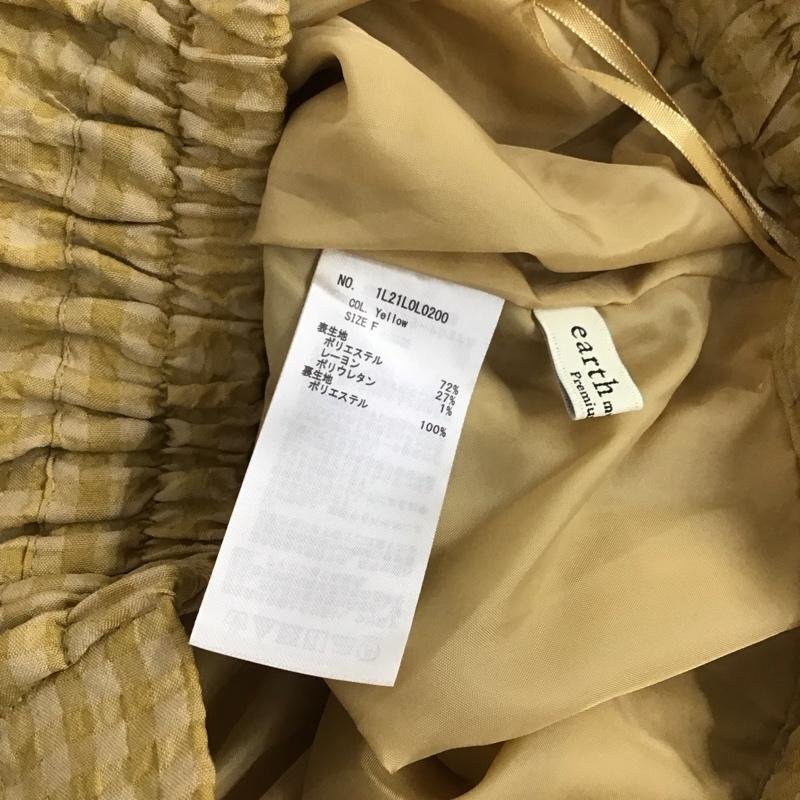 NO. 1L21L0L0200
COL. Yellow
SIZE F
表生地
ポリエステル 72%
レーヨン 27%
ポリウレタン 1%
裏生地
ポリエステル 100%
earth m
Premiu